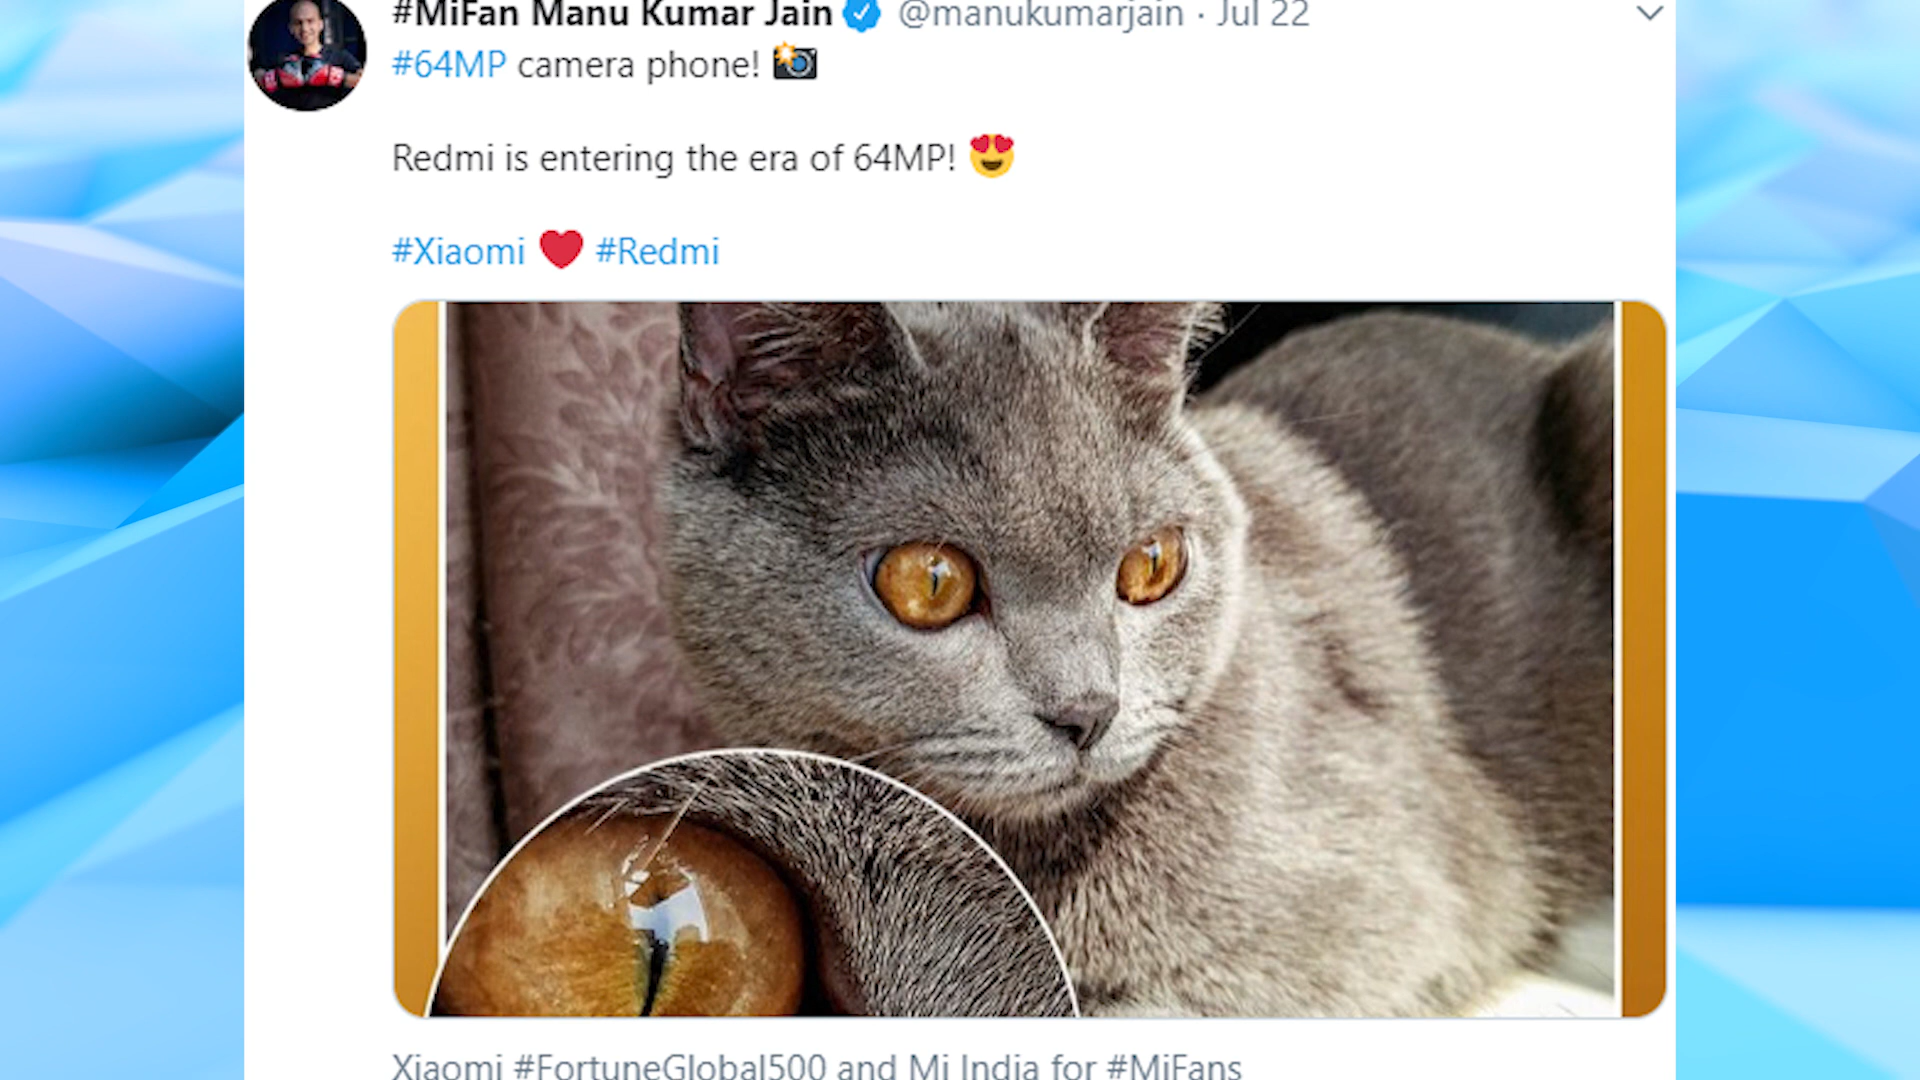 #MiFan Manu Kumar Jain @manukumarjain · Jul 22
#64MP camera phone! 📸
Redmi is entering the era of 64MP! 😍
#Xiaomi ❤️ #Redmi
Xiaomi #FortuneGlobal500 and Mi India for #MiFans